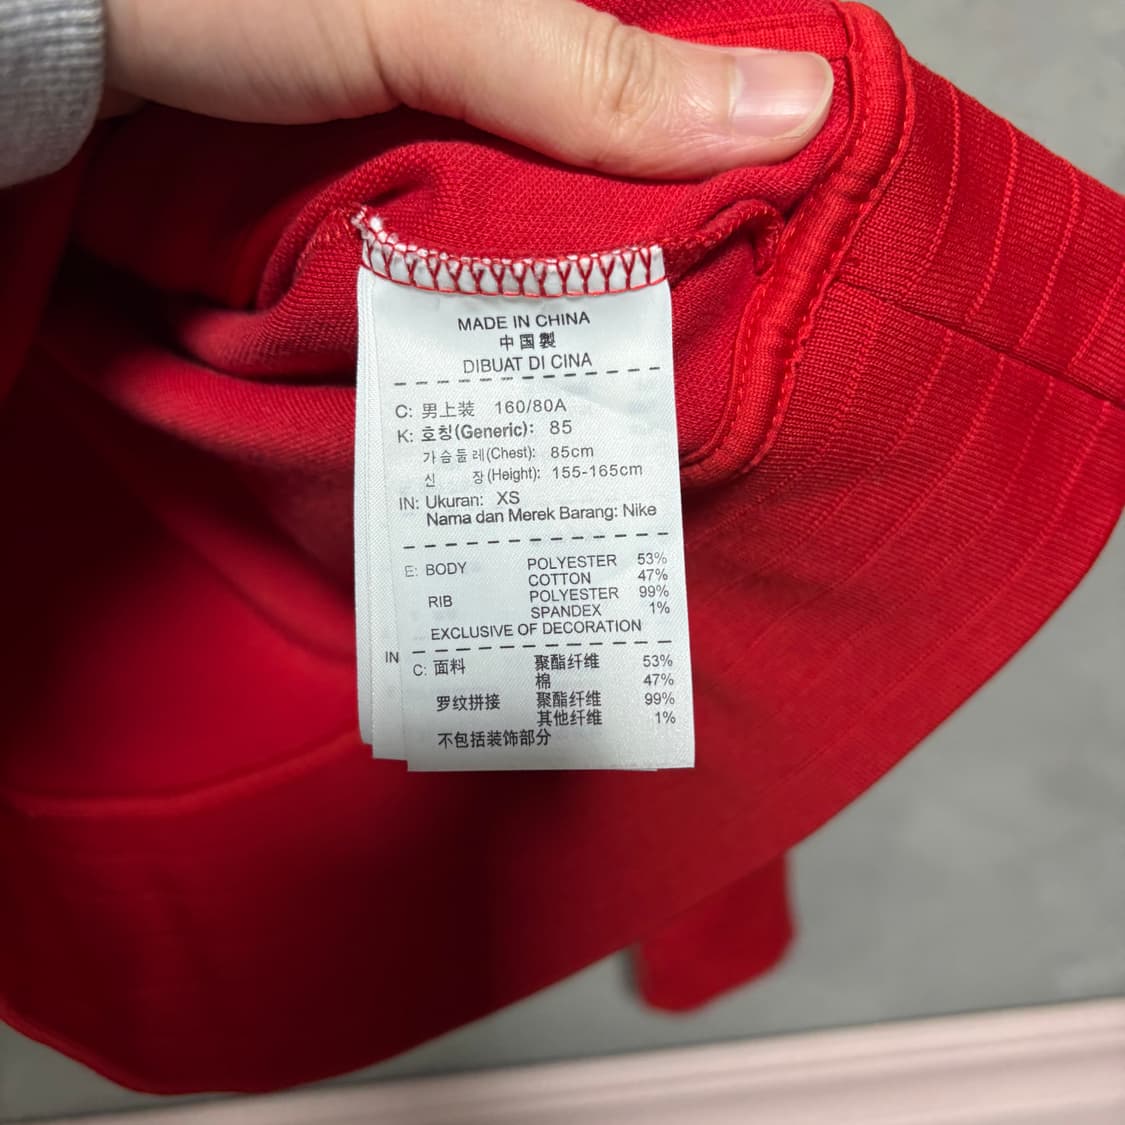 MADE IN CHINA
中国製
DIBUAT DI CINA
C: 男上装 160/80A
K: 호칭(Generic): 85
가슴둘레(Chest): 85cm
신 장(Height): 155-165cm
IN: Ukuran: XS
Nama dan Merek Barang: Nike
E: BODY POLYESTER 53%
COTTON 47%
RIB POLYESTER 99%
SPANDEX 1%
EXCLUSIVE OF DECORATION
IN
C: 面料 聚酯纤维 53%
棉 47%
罗纹拼接 聚酯纤维 99%
其他纤维 1%
不包括装饰部分